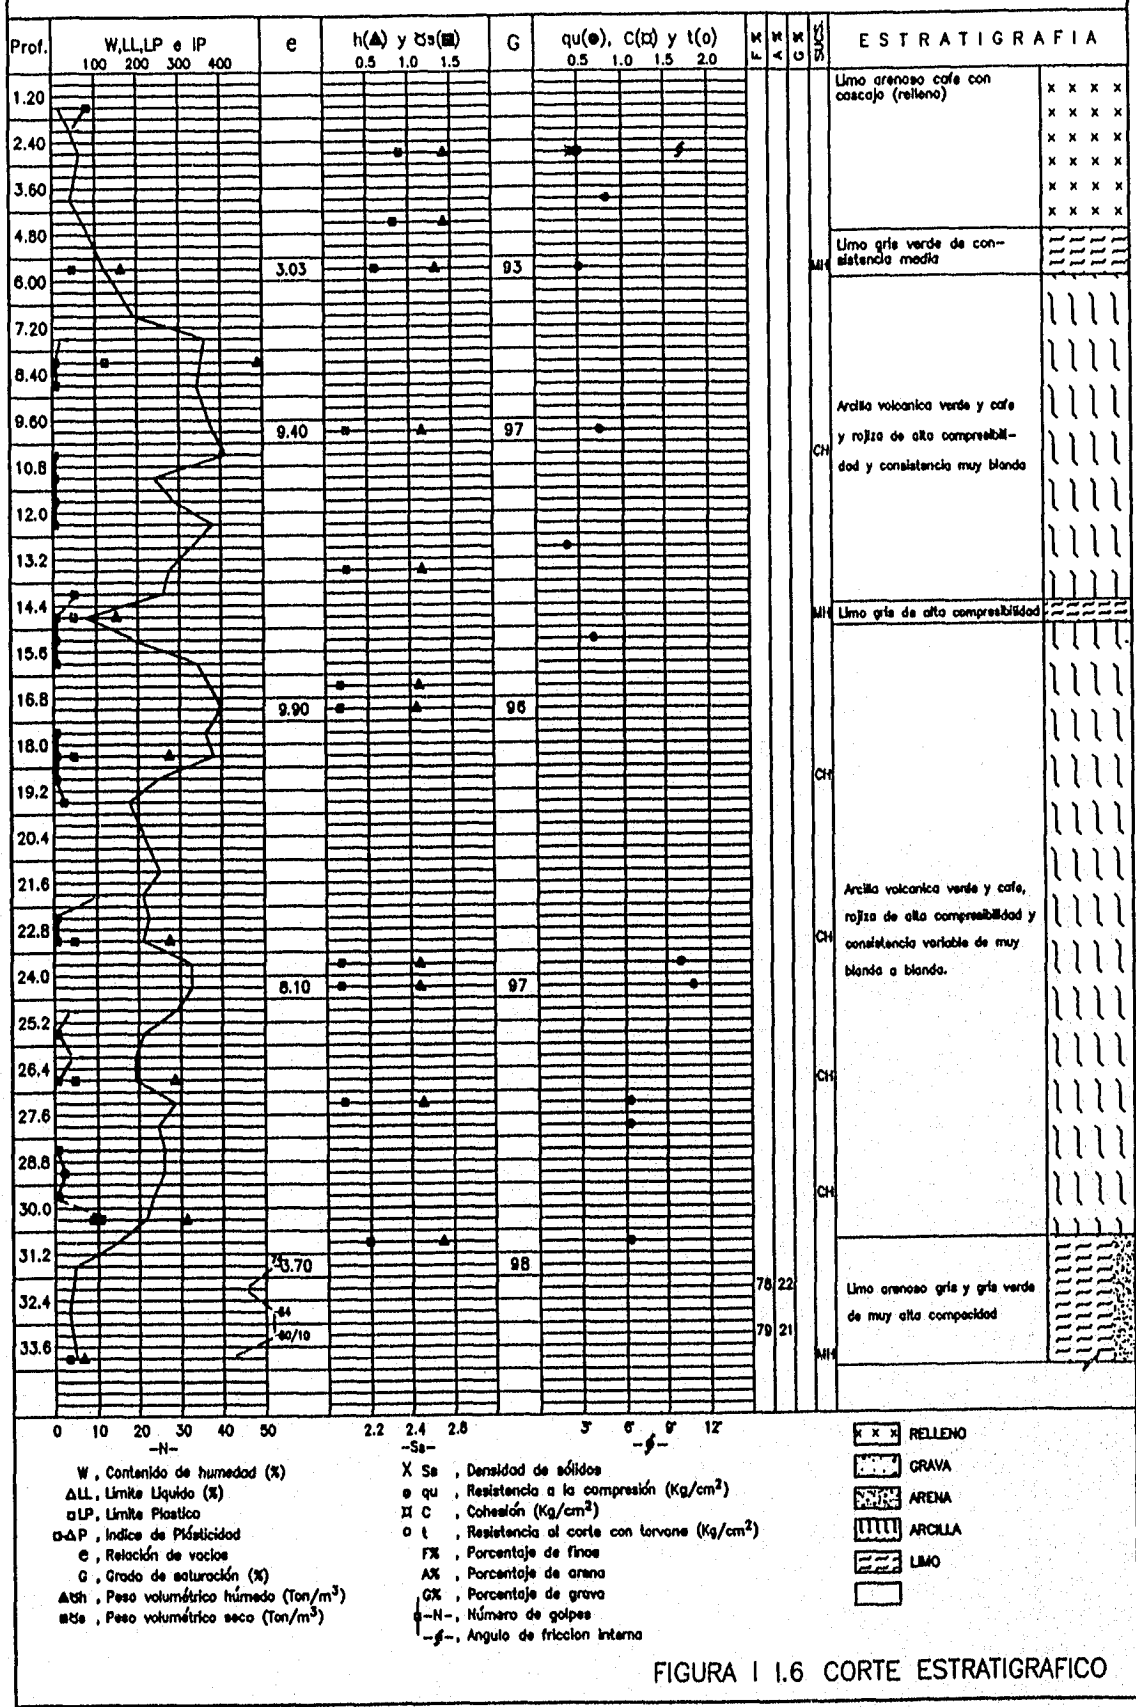 Prof.
W,LL,LP e IP
100 200 300 400
e
h(▲) y ɣs(■)
0.5 1.0 1.5
G
qu(●), C(¤) y t(o)
0.5 1.0 1.5 2.0
F %
A %
G %
SUCS.
ESTRATIGRAFIA
1.20
2.40
3.60
4.80
6.00
7.20
8.40
9.60
10.8
12.0
13.2
14.4
15.6
16.8
18.0
19.2
20.4
21.6
22.8
24.0
25.2
26.4
27.6
28.8
30.0
31.2
32.4
33.6
3.03
9.40
9.90
8.10
3.70
64
60/10
93
97
96
97
98
78 22
79 21
MH
CH
MH
CH
CH
CH
CH
MH
Limo arenoso cafe con
cascajo (relleno)
Limo gris verde de con-
sistencia media
Arcilla volcanica verde y cafe
y rojiza de alta compresibili-
dad y consistencia muy blanda
Limo gris de alta compresibilidad
Arcilla volcanica verde y cafe,
rojiza de alta compresibilidad y
consistencia variable de muy
blanda a blanda.
Limo arenoso gris y gris verde
de muy alta compacidad
0 10 20 30 40 50
-N-
2.2 2.4 2.6
-Ss-
3° 6° 9° 12°
-ϕ-
W , Contenido de humedad (%)
▲LL, Limite Liquido (%)
□LP, Limite Plastico
□-▲P , Indice de Plásticidad
e , Relación de vacios
G , Grado de saturación (%)
▲ɣh , Peso volumétrico húmedo (Ton/m³)
■ɣs , Peso volumétrico seco (Ton/m³)
X Ss , Densidad de sólidos
● qu , Resistencia a la compresión (Kg/cm²)
¤ C , Cohesión (Kg/cm²)
o t , Resistencia al corte con torvane (Kg/cm²)
F% , Porcentaje de finos
A% , Porcentaje de arena
G% , Porcentaje de grava
-N-, Número de golpes
-ϕ-, Angulo de friccion interna
RELLENO
GRAVA
ARENA
ARCILLA
LIMO
FIGURA I I.6 CORTE ESTRATIGRAFICO